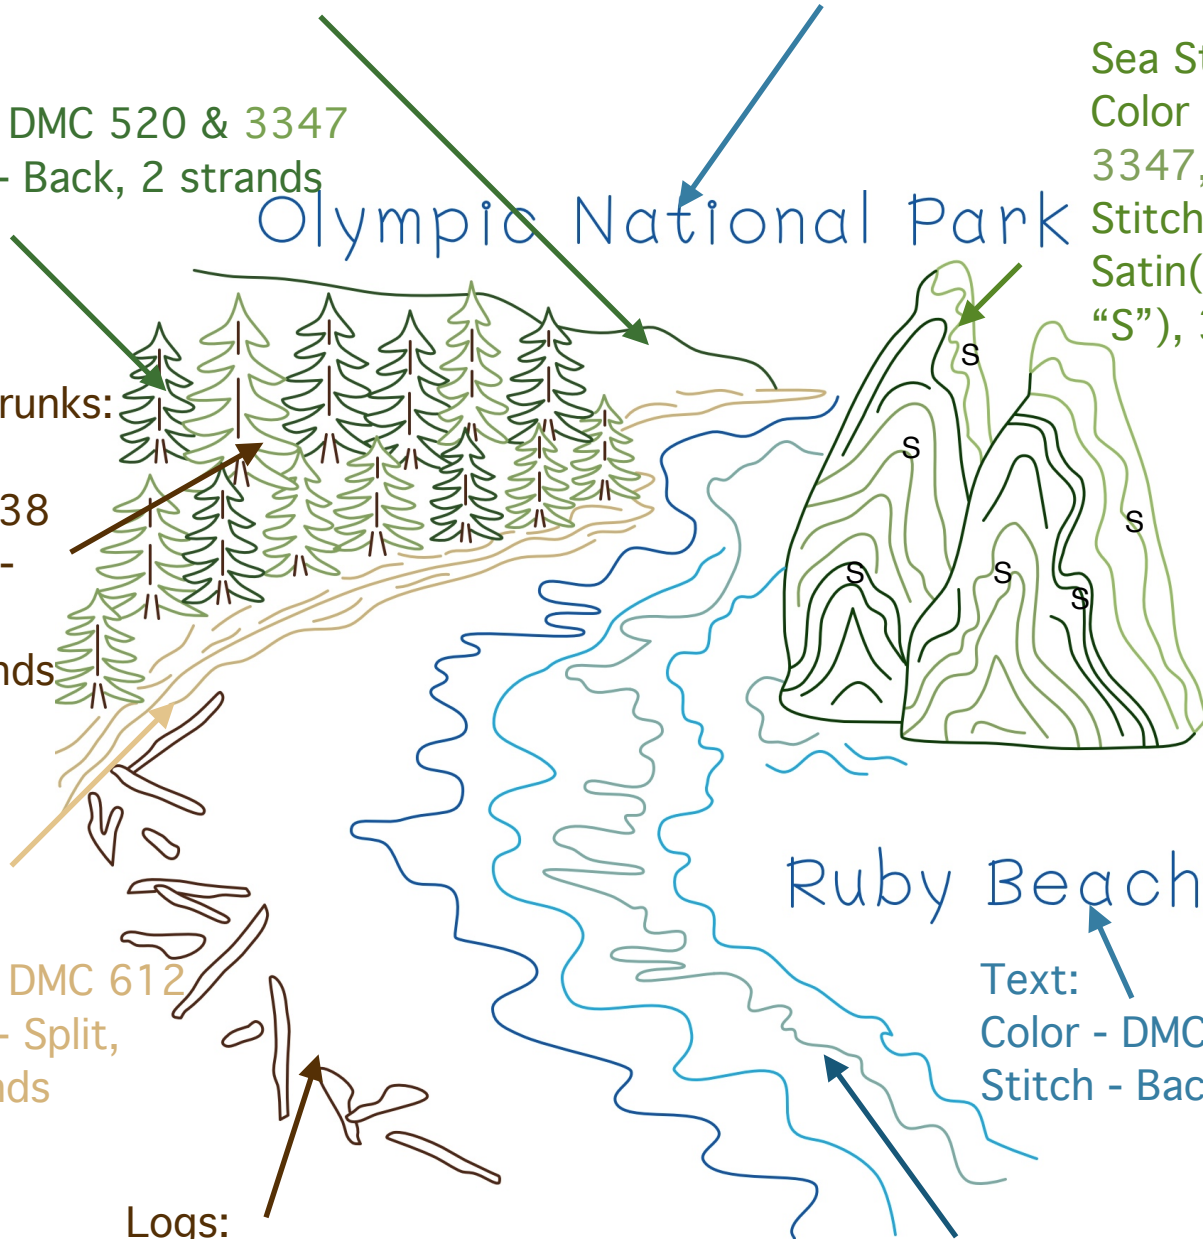 DMC 520 & 3347
- Back, 2 strands
Olympic National Park
Sea
Color
3347,
Stitch
Satin(
“S”),
S
S
S
S
S
S
runks:
38
-
nds
Ruby Beach
Text:
Color - DMC
Stitch - Bac
DMC 612
- Split,
nds
Logs: